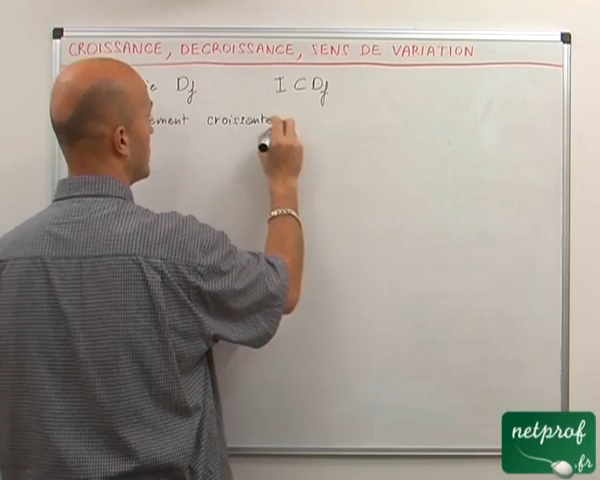 CROISSANCE, DECROISSANCE, SENS DE VARIATION
Df I ⊂ Df
croissante
netprof
.fr